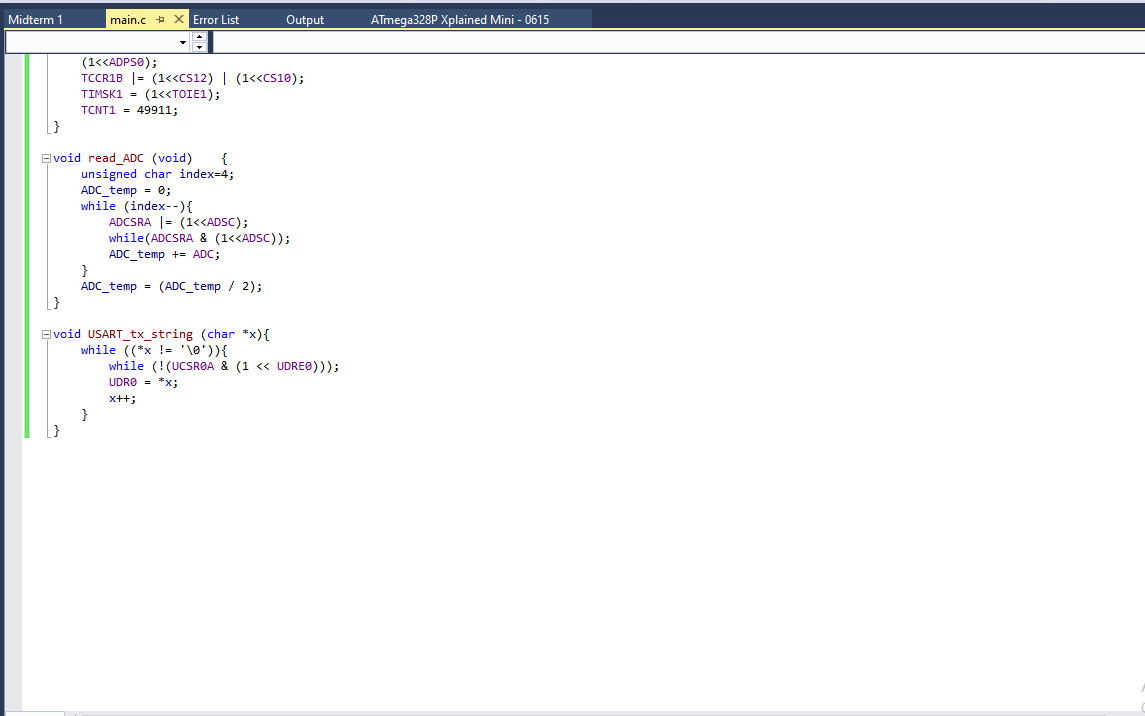 Midterm 1 main.c Error List Output ATmega328P Xplained Mini - 0615
(1<<ADPS0);
TCCR1B |= (1<<CS12) | (1<<CS10);
TIMSK1 = (1<<TOIE1);
TCNT1 = 49911;
}
void read_ADC (void)    {
unsigned char index=4;
ADC_temp = 0;
while (index--){
ADCSRA |= (1<<ADSC);
while(ADCSRA & (1<<ADSC));
ADC_temp += ADC;
}
ADC_temp = (ADC_temp / 2);
}
void USART_tx_string (char *x){
while ((*x != '\0')){
while (!(UCSR0A & (1 << UDRE0)));
UDR0 = *x;
x++;
}
}